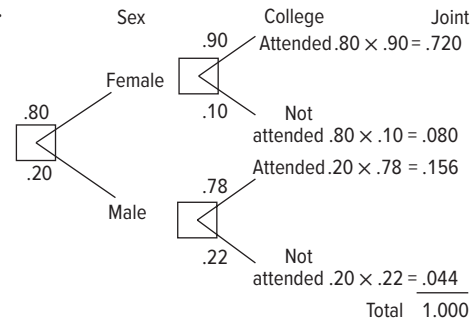 Sex College Joint
.90 Attended .80 × .90 = .720
Female
.80 .10 Not
attended .80 × .10 = .080
.20 Attended .20 × .78 = .156
.78
Male
.22 Not
attended .20 × .22 = .044
Total 1.000